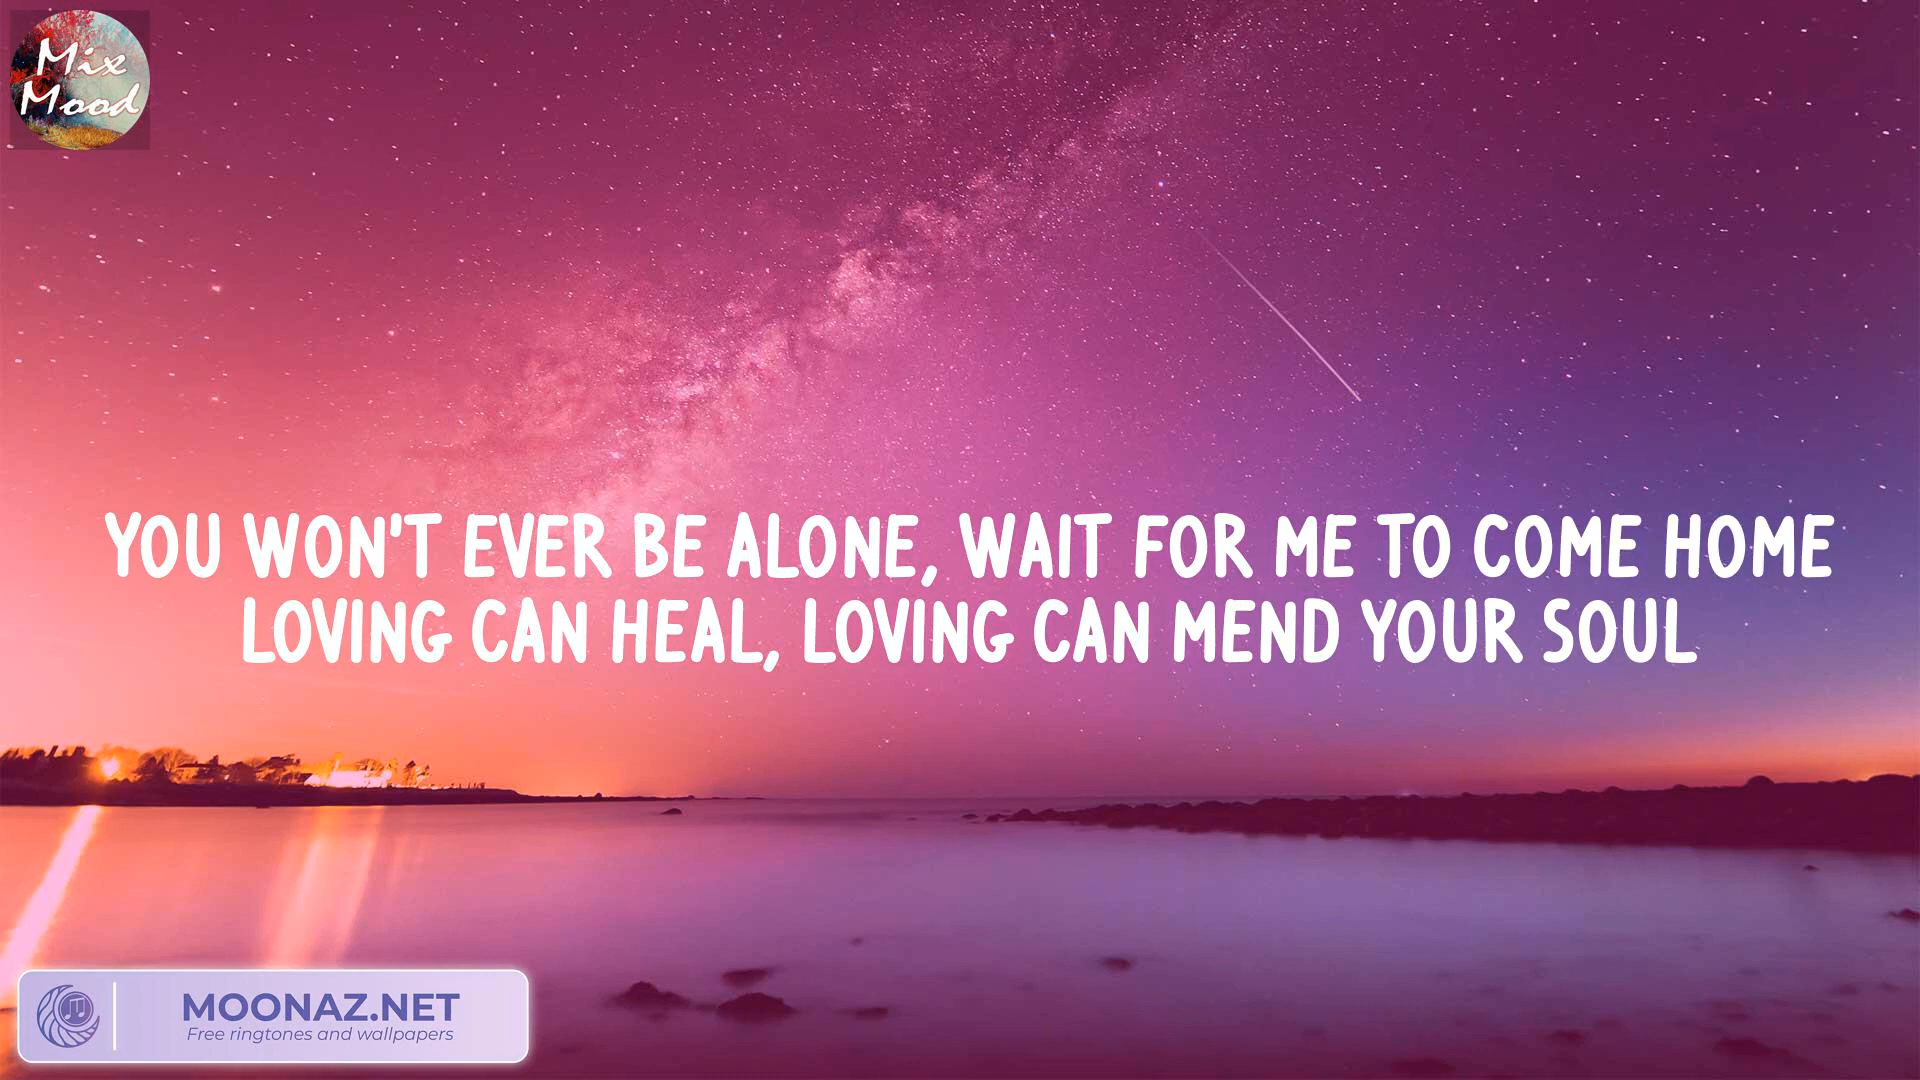 Mix
Mood
YOU WON'T EVER BE ALONE, WAIT FOR ME TO COME HOME
LOVING CAN HEAL, LOVING CAN MEND YOUR SOUL
MOONAZ.NET
Free ringtones and wallpapers